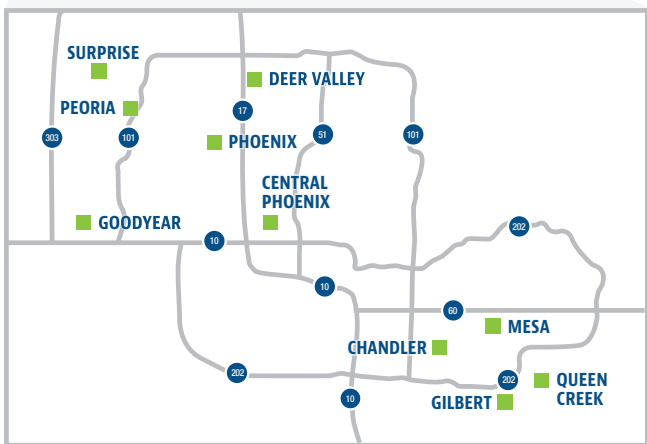 SURPRISE
DEER VALLEY
PEORIA
17
303
101
PHOENIX
51
101
CENTRAL
PHOENIX
GOODYEAR
10
202
10
60
MESA
CHANDLER
202
202
QUEEN
CREEK
10
GILBERT